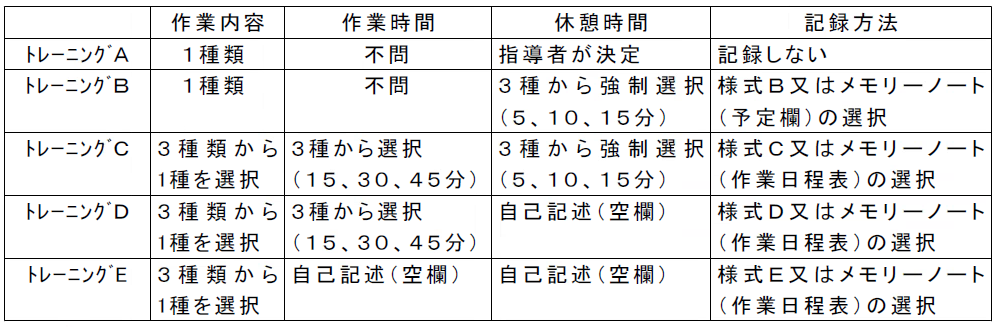 作業内容 作業時間 休憩時間 記録方法
ﾄﾚｰﾆﾝｸﾞA 1種類 不問 指導者が決定 記録しない
ﾄﾚｰﾆﾝｸﾞB 1種類 不問 3種から強制選択 様式B又はメモリーノート
(5、10、15分) (予定欄)の選択
ﾄﾚｰﾆﾝｸﾞC 3種類から 3種から選択 3種から強制選択 様式C又はメモリーノート
1種を選択 (15、30、45分) (5、10、15分) (作業日程表)の選択
ﾄﾚｰﾆﾝｸﾞD 3種類から 3種から選択 自己記述(空欄) 様式D又はメモリーノート
1種を選択 (15、30、45分) (作業日程表)の選択
ﾄﾚｰﾆﾝｸﾞE 3種類から 自己記述(空欄) 自己記述(空欄) 様式E又はメモリーノート
1種を選択 (作業日程表)の選択